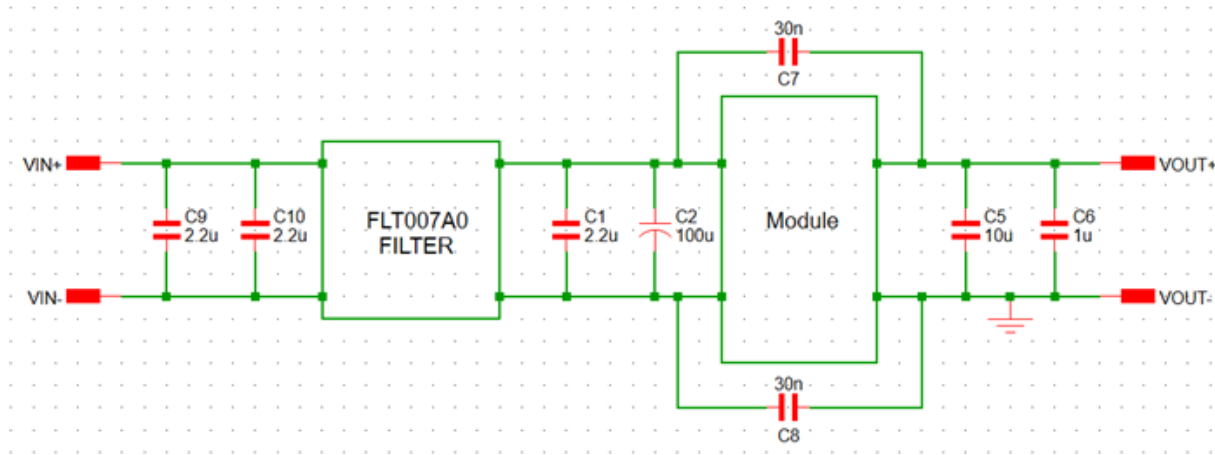 30n
C7
VIN+
VOUT+
C9
2.2u
C10
2.2u
FLT007A0
FILTER
C1
2.2u
C2
100u
Module
C5
10u
C6
1u
VIN-
VOUT-
30n
C8